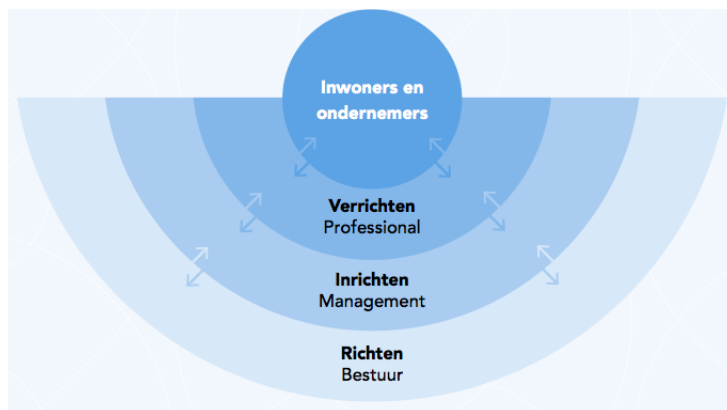 Inwoners en
ondernemers
Verrichten
Professional
Inrichten
Management
Richten
Bestuur